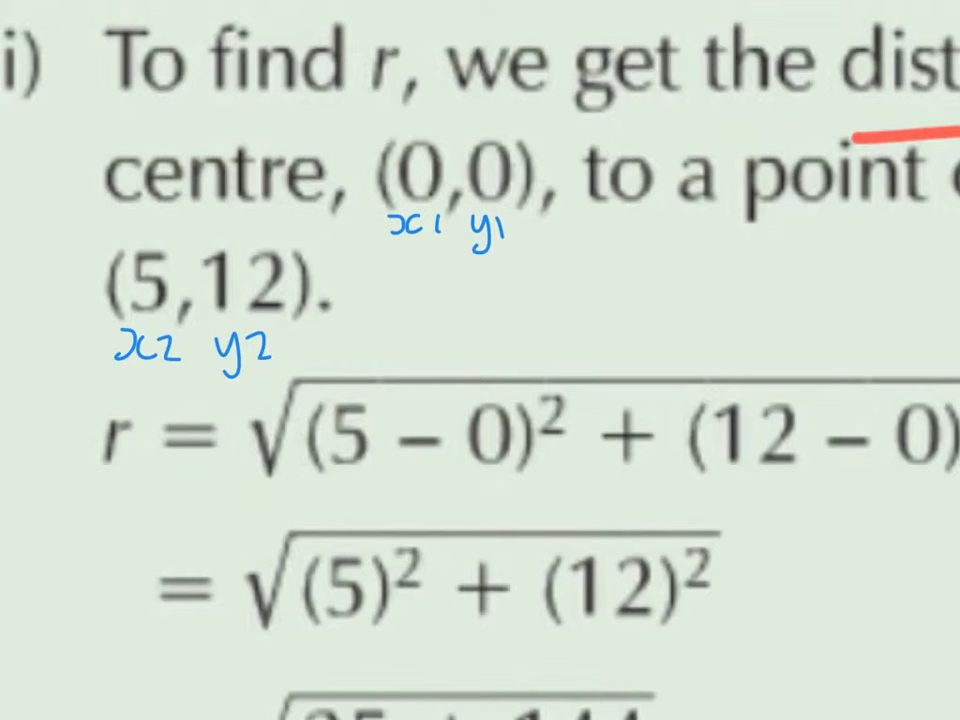 i) To find r, we get the dist
centre, (0,0), to a point
x1 y1
(5,12).
x2 y2
r = √(5 – 0)² + (12 – 0)
= √(5)² + (12)²